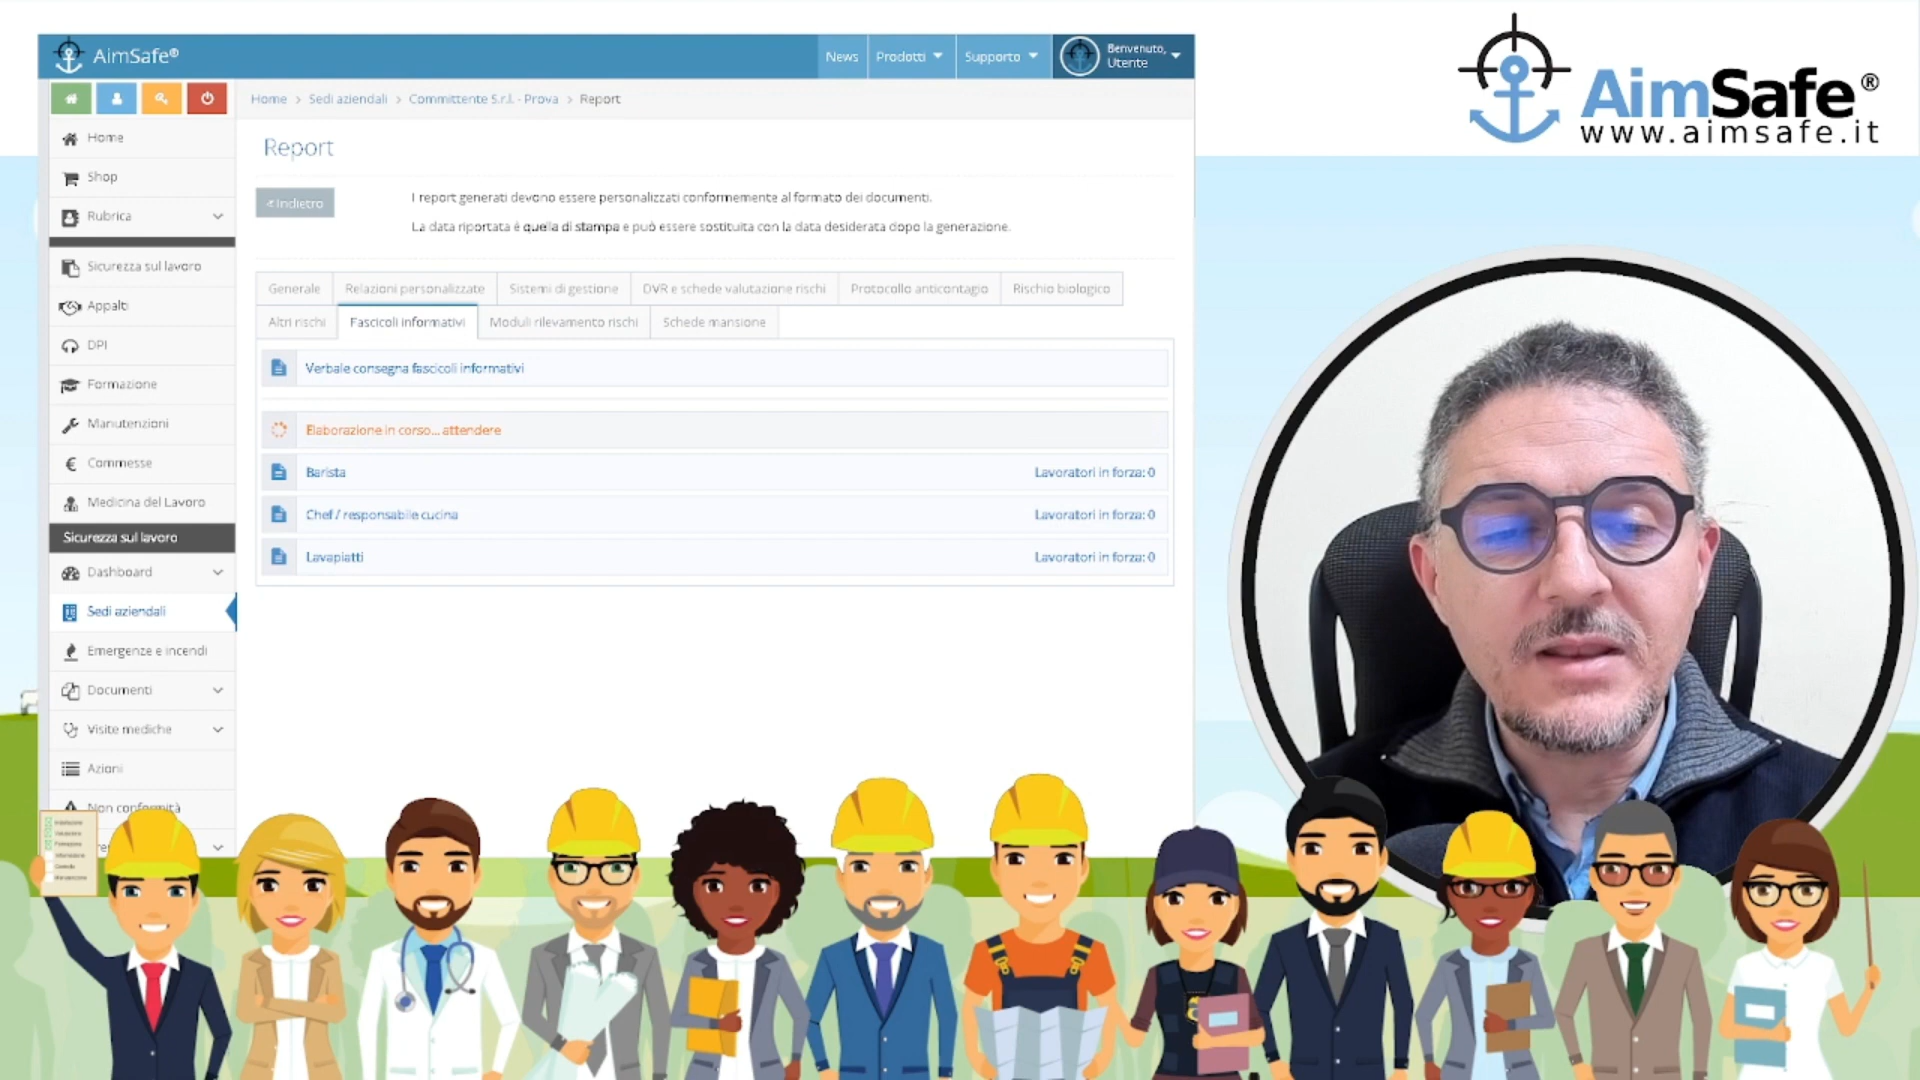 AimSafe®
News
Prodotti
Supporto
Benvenuto,
Utente
AimSafe®
www.aimsafe.it
Home > Sedi aziendali > Committente S.r.l. - Prova > Report
Home
Shop
Rubrica
Sicurezza sul lavoro
Appalti
DPI
Formazione
Manutenzioni
Commesse
Medicina del Lavoro
Sicurezza sul lavoro
Dashboard
Sedi aziendali
Emergenze e incendi
Documenti
Visite mediche
Azioni
Non conformità
Report
Indietro
I report generati devono essere personalizzati conformemente al formato dei documenti.
La data riportata è quella di stampa e può essere sostituita con la data desiderata dopo la generazione.
Generale
Relazioni personalizzate
Sistemi di gestione
DVR e schede valutazione rischi
Protocollo anticontagio
Rischio biologico
Altri rischi
Fascicoli informativi
Moduli rilevamento rischi
Schede mansione
Verbale consegna fascicoli informativi
Elaborazione in corso... attendere
Barista Lavoratori in forza: 0
Chef / responsabile cucina Lavoratori in forza: 0
Lavapiatti Lavoratori in forza: 0